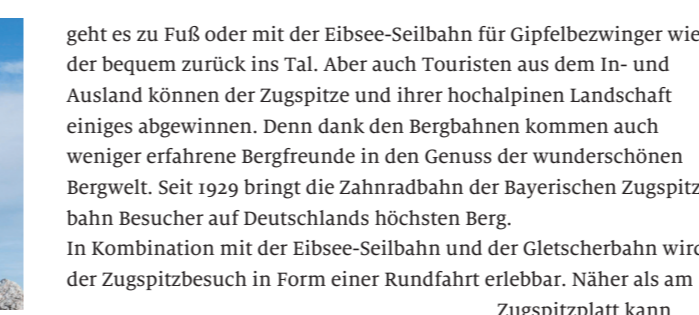 geht es zu Fuß oder mit der Eibsee-Seilbahn für Gipfelbezwinger wie
der bequem zurück ins Tal. Aber auch Touristen aus dem In- und
Ausland können der Zugspitze und ihrer hochalpinen Landschaft
einiges abgewinnen. Denn dank den Bergbahnen kommen auch
weniger erfahrene Bergfreunde in den Genuss der wunderschönen
Bergwelt. Seit 1929 bringt die Zahnradbahn der Bayerischen Zugspitz
bahn Besucher auf Deutschlands höchsten Berg.
In Kombination mit der Eibsee-Seilbahn und der Gletscherbahn wird
der Zugspitzbesuch in Form einer Rundfahrt erlebbar. Näher als am
Zugspitzplatt kann